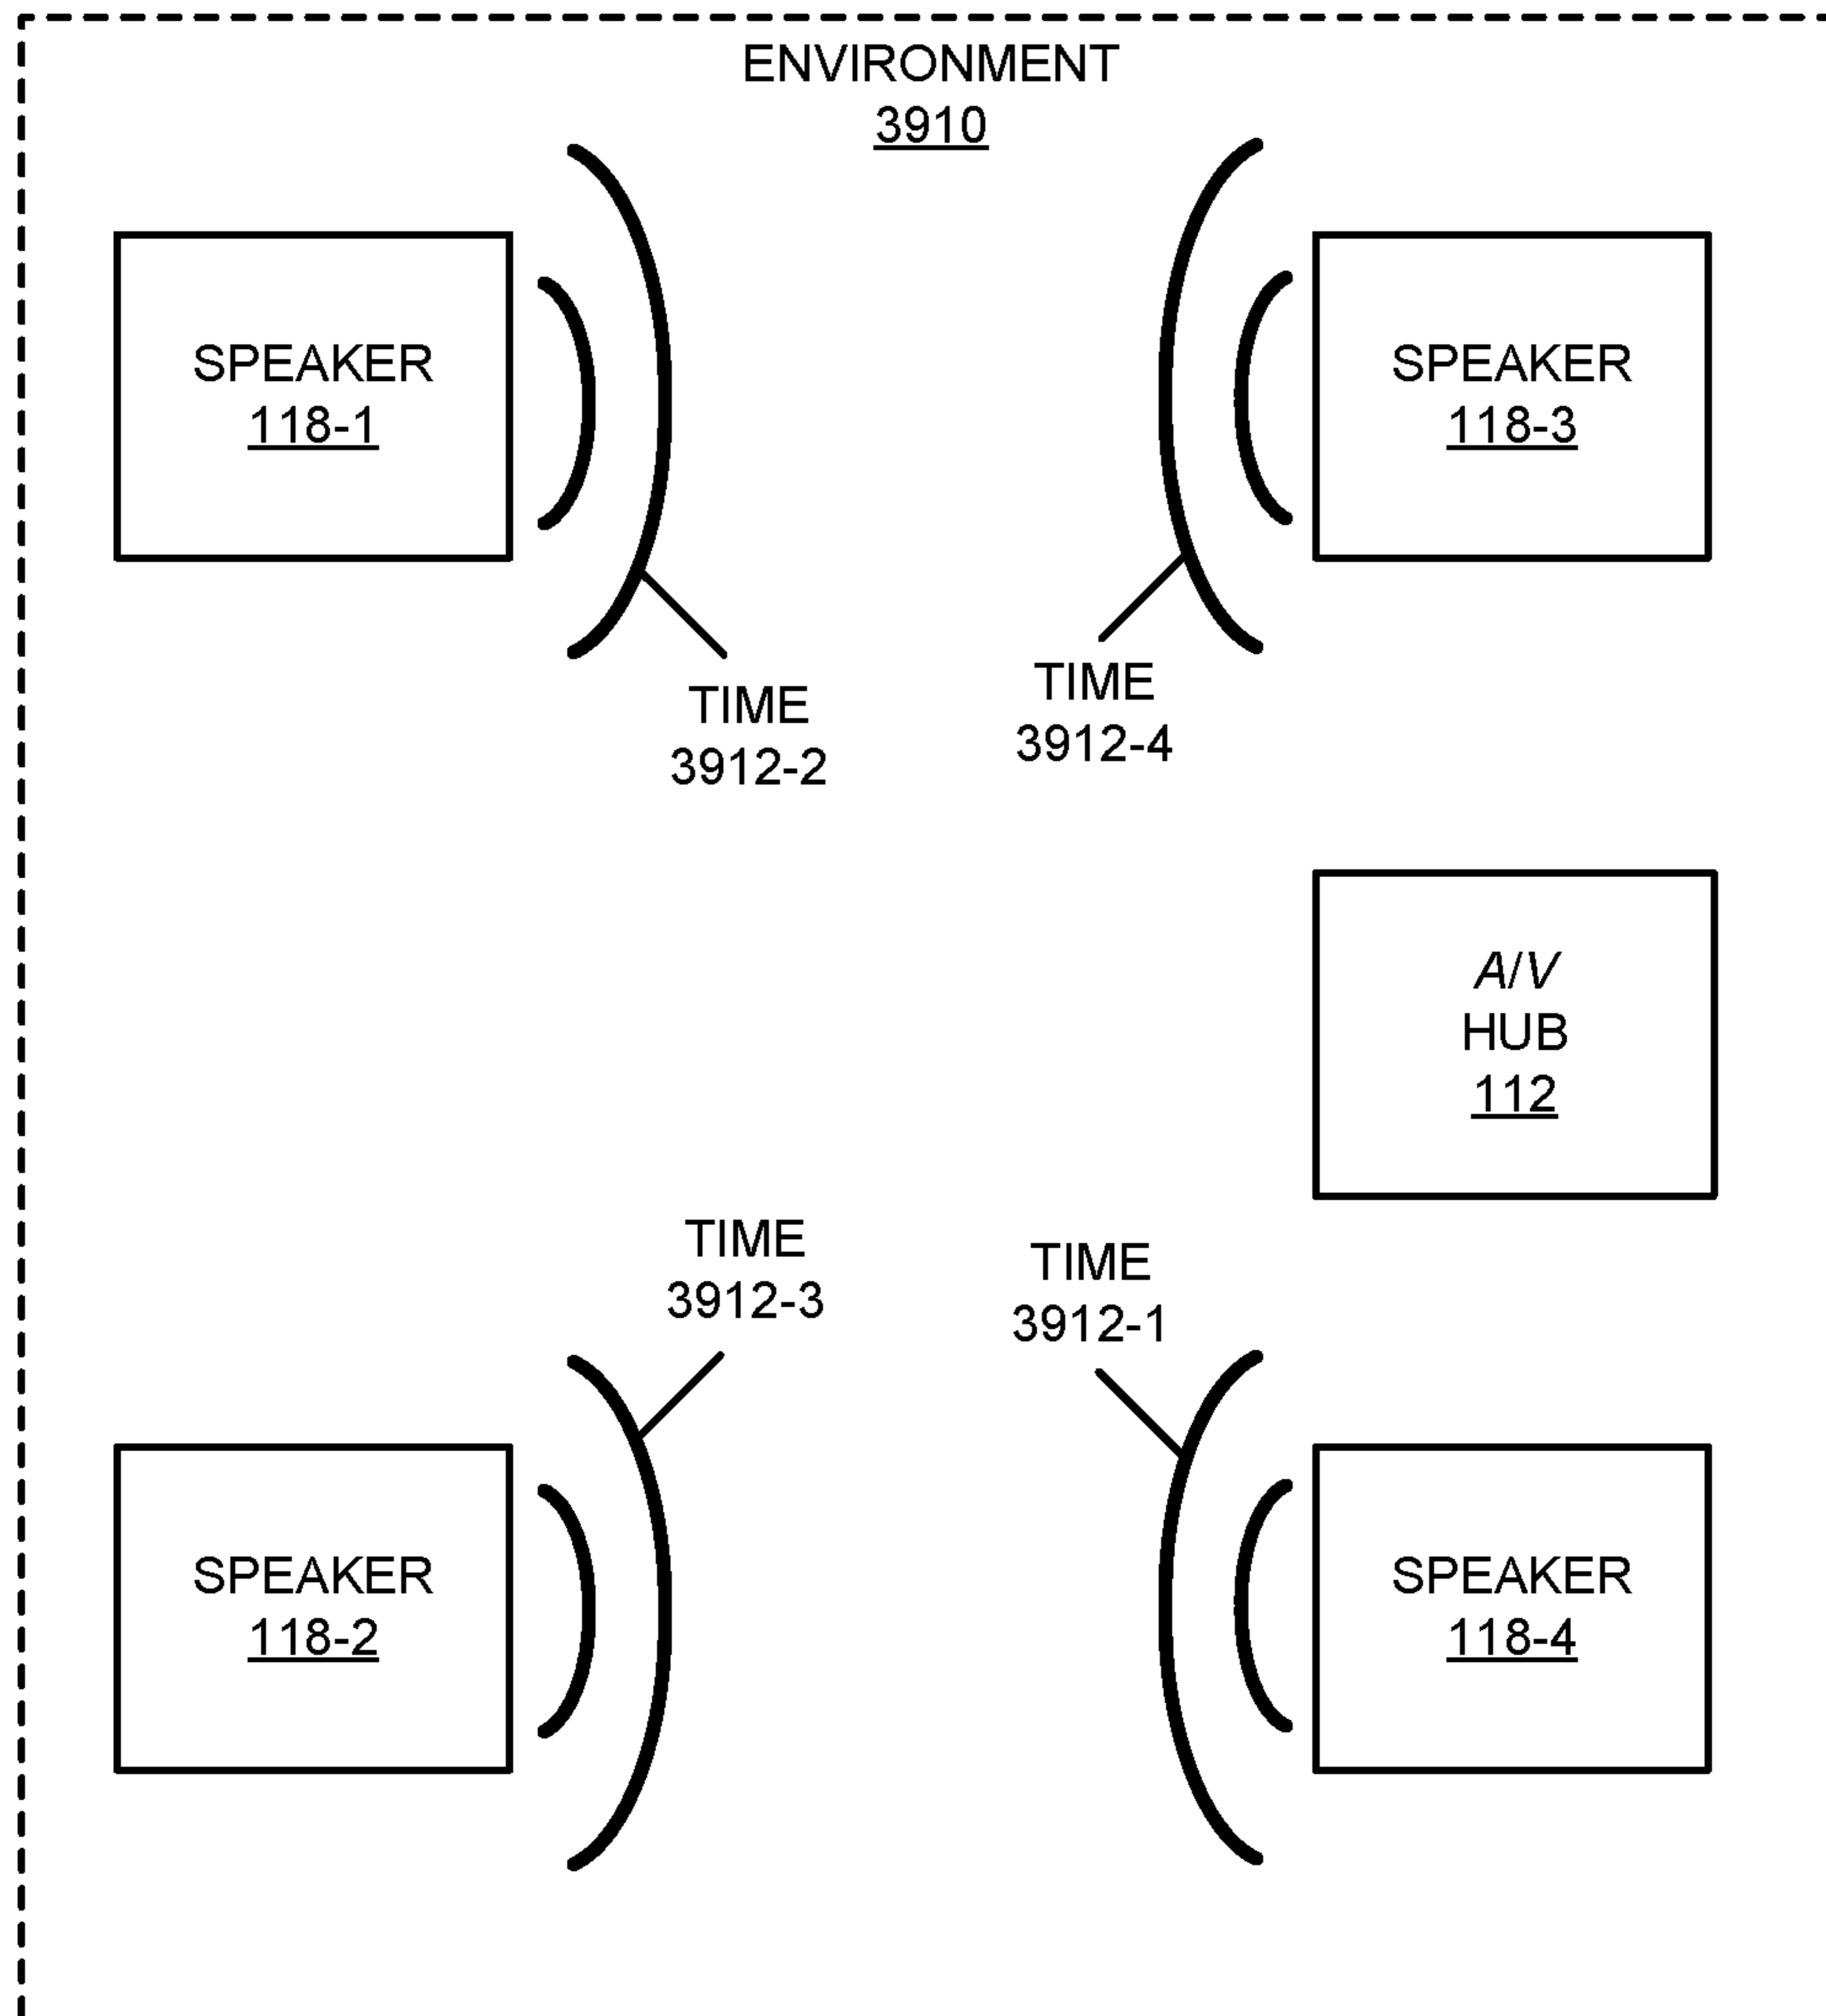 ENVIRONMENT
3910
SPEAKER
118-1
SPEAKER
118-3
TIME
3912-2
TIME
3912-4
A/V
HUB
112
TIME
3912-3
TIME
3912-1
SPEAKER
118-2
SPEAKER
118-4